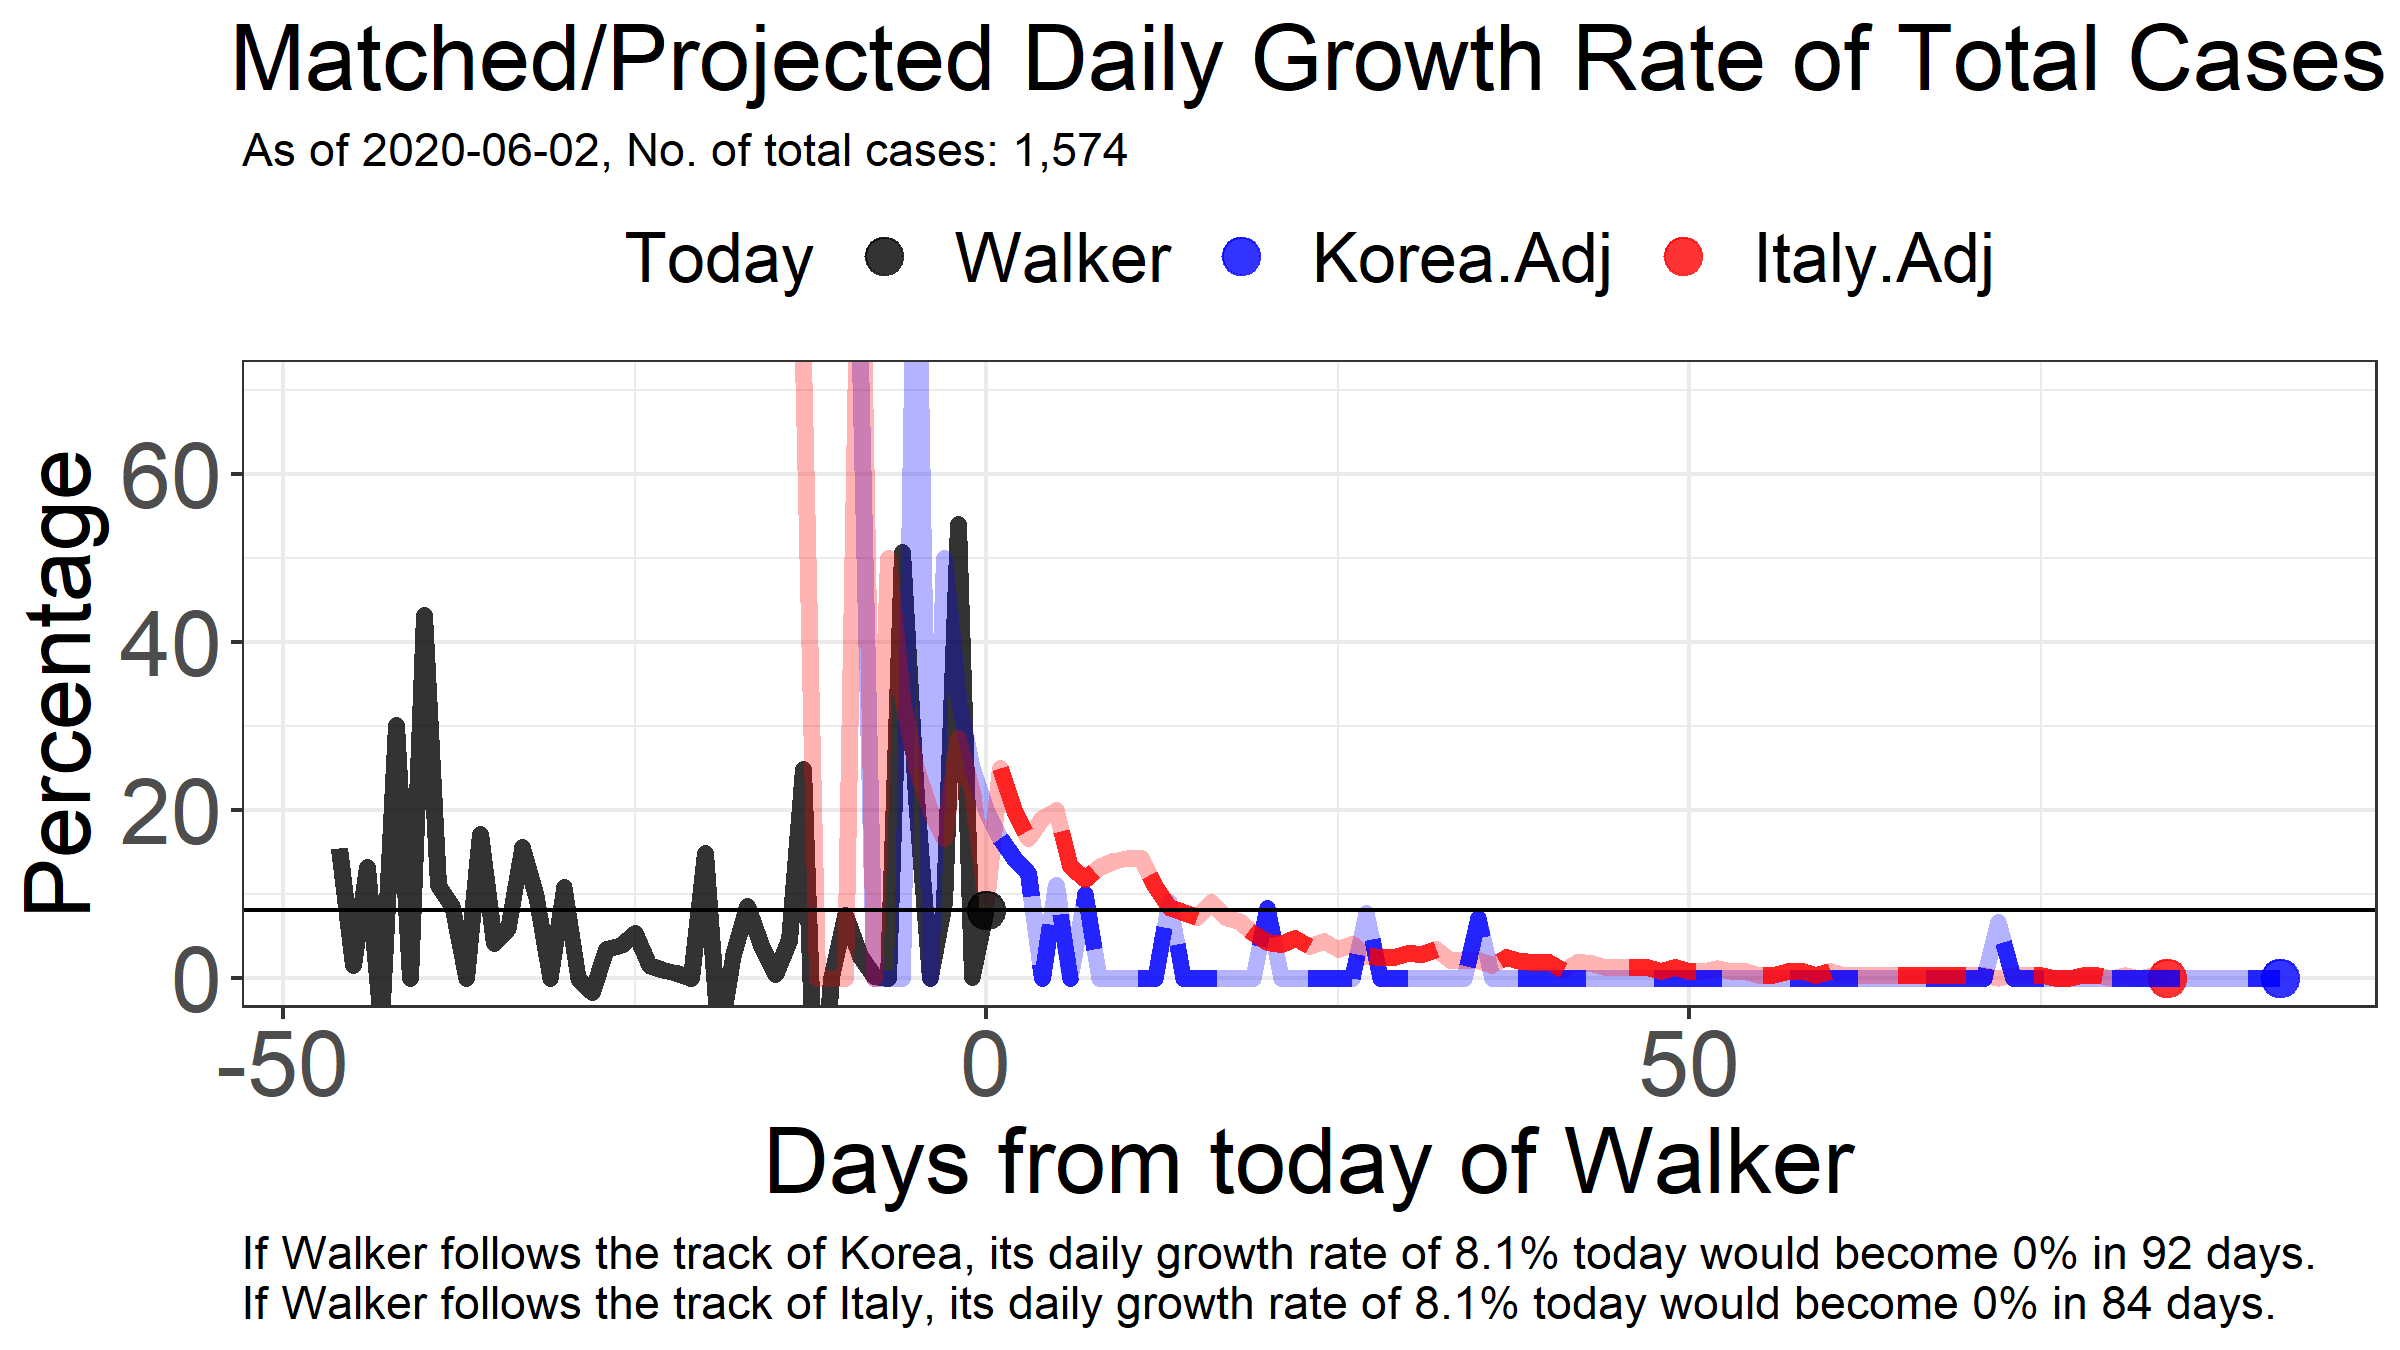 Matched/Projected Daily Growth Rate of Total Cases
As of 2020-06-02, No. of total cases: 1,574
Today Walker Korea.Adj Italy.Adj
Percentage
60
40
20
0
-50 0 50
Days from today of Walker
If Walker follows the track of Korea, its daily growth rate of 8.1% today would become 0% in 92 days.
If Walker follows the track of Italy, its daily growth rate of 8.1% today would become 0% in 84 days.